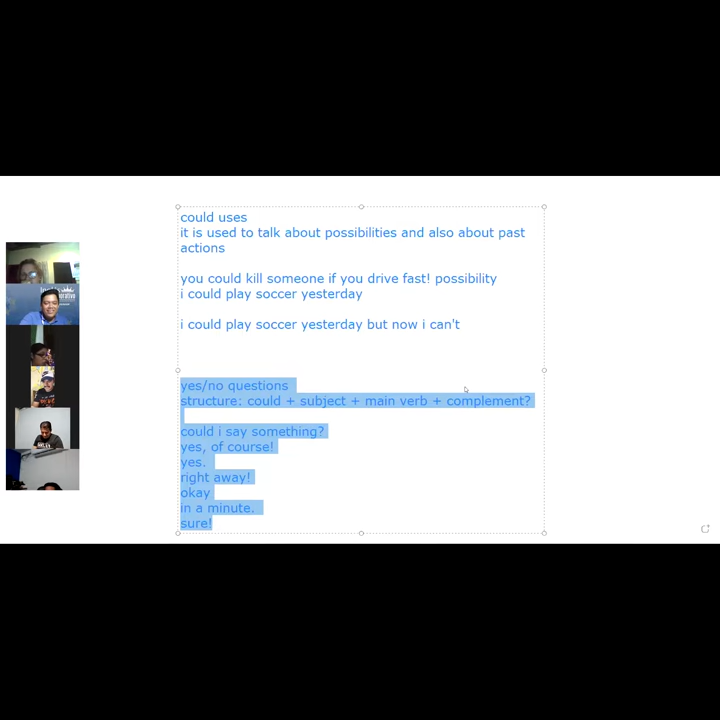 could uses
it is used to talk about possibilities and also about past
actions
you could kill someone if you drive fast! possibility
i could play soccer yesterday
i could play soccer yesterday but now i can't
yes/no questions
structure: could + subject + main verb + complement?
could i say something?
yes, of course!
yes.
right away!
okay
in a minute.
sure!